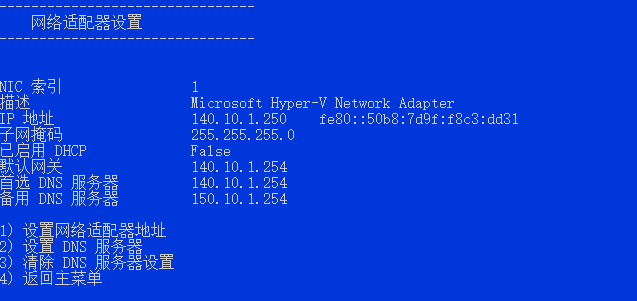 --------------------------------
网络适配器设置
--------------------------------
NIC 索引 1
描述 Microsoft Hyper-V Network Adapter
IP 地址 140.10.1.250 fe80::50b8:7d9f:f8c3:dd31
子网掩码 255.255.255.0
已启用 DHCP False
默认网关 140.10.1.254
首选 DNS 服务器 140.10.1.254
备用 DNS 服务器 150.10.1.254
1) 设置网络适配器地址
2) 设置 DNS 服务器
3) 清除 DNS 服务器设置
4) 返回主菜单